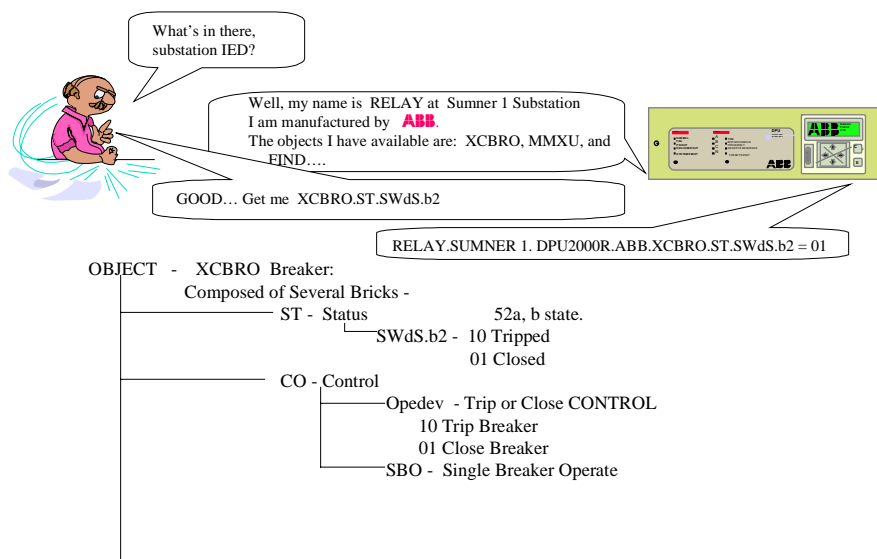 What's in there,
substation IED?
Well, my name is RELAY at Sumner 1 Substation
I am manufactured by ABB.
The objects I have available are: XCBRO, MMXU, and
FIND….
DPU
ABB
ABB
GOOD… Get me XCBRO.ST.SWdS.b2
RELAY.SUMNER 1. DPU2000R.ABB.XCBRO.ST.SWdS.b2 = 01
OBJECT - XCBRO Breaker:
Composed of Several Bricks -
ST - Status 52a, b state.
SWdS.b2 - 10 Tripped
01 Closed
CO - Control
Opedev - Trip or Close CONTROL
10 Trip Breaker
01 Close Breaker
SBO - Single Breaker Operate